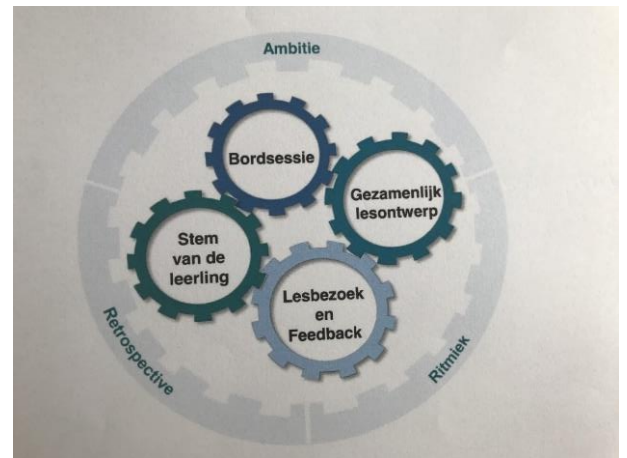 Ambitie
Bordsessie
Gezamenlijk
lesontwerp
Stem
van de
leerling
Lesbezoek
en
Feedback
Retrospective
Ritmiek